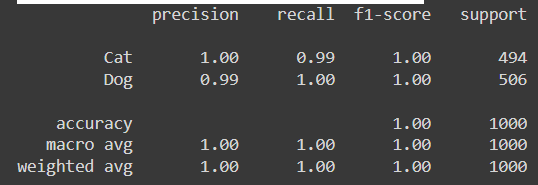 precision recall f1-score support
Cat 1.00 0.99 1.00 494
Dog 0.99 1.00 1.00 506
accuracy 1.00 1000
macro avg 1.00 1.00 1.00 1000
weighted avg 1.00 1.00 1.00 1000